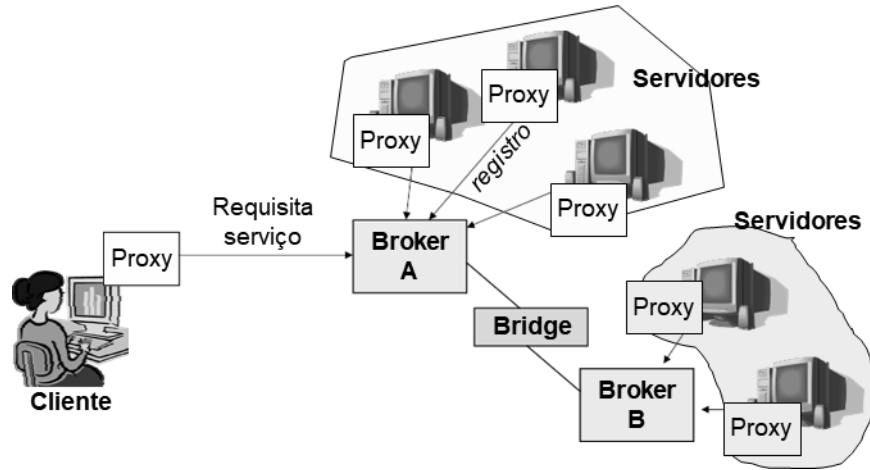 Servidores
Proxy
Proxy
registro
Proxy
Requisita
serviço
Proxy
Broker
A
Cliente
Bridge
Servidores
Proxy
Broker
B
Proxy